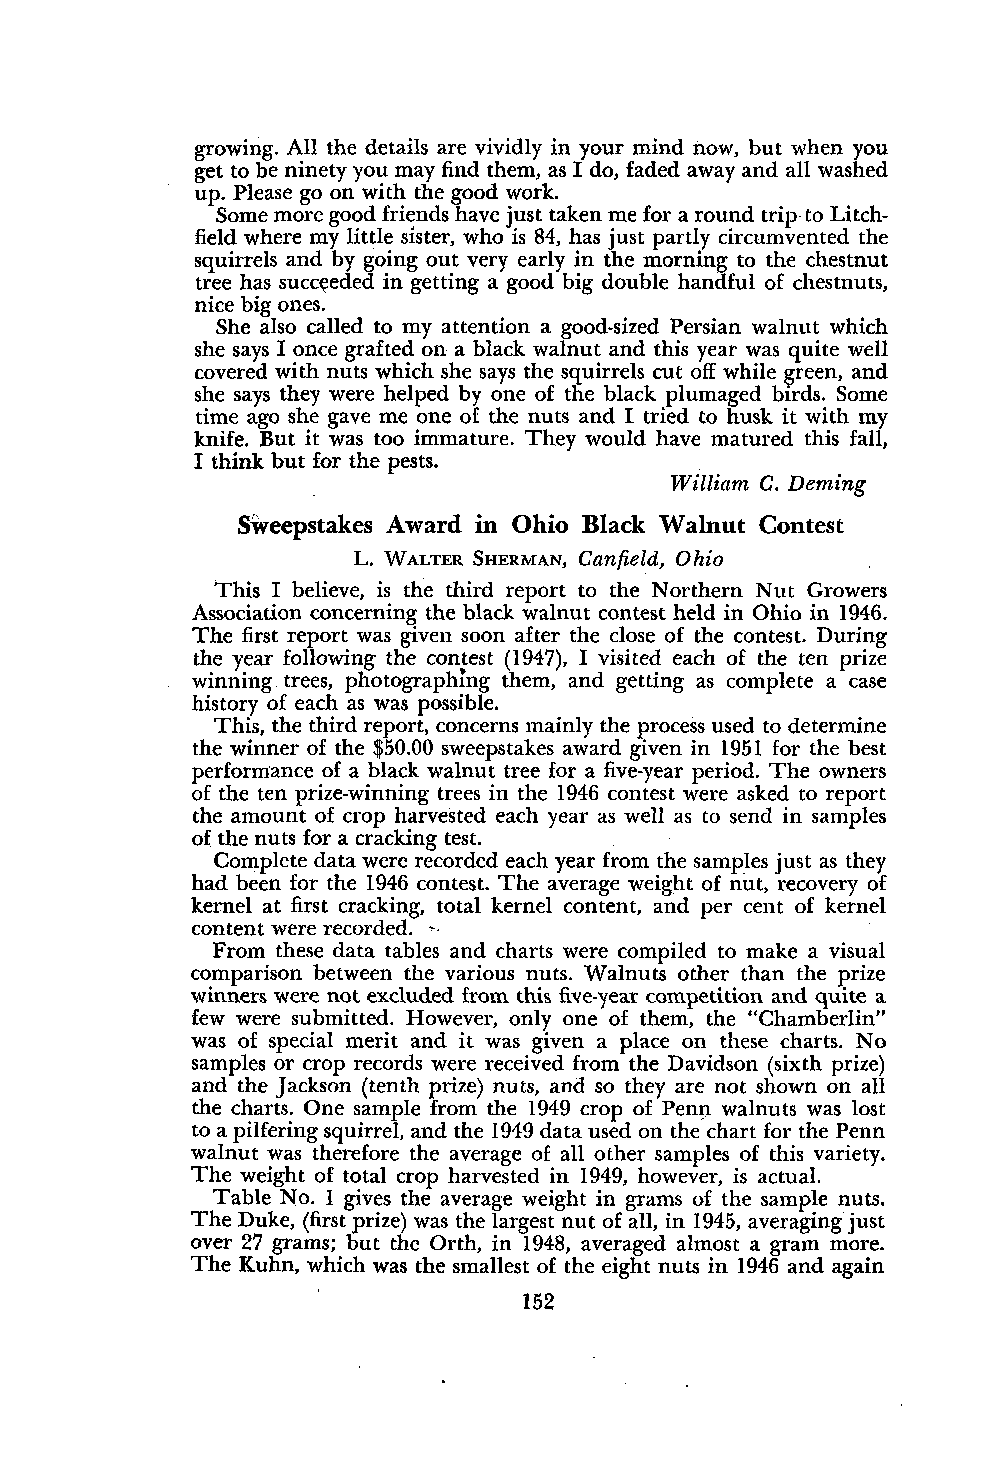 growing. All the details are vividly in your mind now, but when you
get to be ninety you may find them, as I do, faded away and all washed
up. Please go on with the good work.
Some more good friends have just taken me for a round trip to Litch-
field where my little sister, who is 84, has just partly circumvented the
squirrels and by going out very early in the morning to the chestnut
tree has succeeded in getting a good big double handful of chestnuts,
nice big ones.
She also called to my attention a good-sized Persian walnut which
she says I once grafted on a black walnut and this year was quite well
covered with nuts which she says the squirrels cut off while green, and
she says they were helped by one of the black plumaged birds. Some
time ago she gave me one of the nuts and I tried to husk it with my
knife. But it was too immature. They would have matured this fall,
I think but for the pests.
William C. Deming
Sweepstakes Award in Ohio Black Walnut Contest
L. WALTER SHERMAN, Canfield, Ohio
This I believe, is the third report to the Northern Nut Growers
Association concerning the black walnut contest held in Ohio in 1946.
The first report was given soon after the close of the contest. During
the year following the contest (1947), I visited each of the ten prize
winning trees, photographing them, and getting as complete a case
history of each as was possible.
This, the third report, concerns mainly the process used to determine
the winner of the $50.00 sweepstakes award given in 1951 for the best
performance of a black walnut tree for a five-year period. The owners
of the ten prize-winning trees in the 1946 contest were asked to report
the amount of crop harvested each year as well as to send in samples
of the nuts for a cracking test.
Complete data were recorded each year from the samples just as they
had been for the 1946 contest. The average weight of nut, recovery of
kernel at first cracking, total kernel content, and per cent of kernel
content were recorded.
From these data tables and charts were compiled to make a visual
comparison between the various nuts. Walnuts other than the prize
winners were not excluded from this five-year competition and quite a
few were submitted. However, only one of them, the "Chamberlin"
was of special merit and it was given a place on these charts. No
samples or crop records were received from the Davidson (sixth prize)
and the Jackson (tenth prize) nuts, and so they are not shown on all
the charts. One sample from the 1949 crop of Penn walnuts was lost
to a pilfering squirrel, and the 1949 data used on the chart for the Penn
walnut was therefore the average of all other samples of this variety.
The weight of total crop harvested in 1949, however, is actual.
Table No. 1 gives the average weight in grams of the sample nuts.
The Duke, (first prize) was the largest nut of all, in 1945, averaging just
over 27 grams; but the Orth, in 1948, averaged almost a gram more.
The Kuhn, which was the smallest of the eight nuts in 1946 and again
152